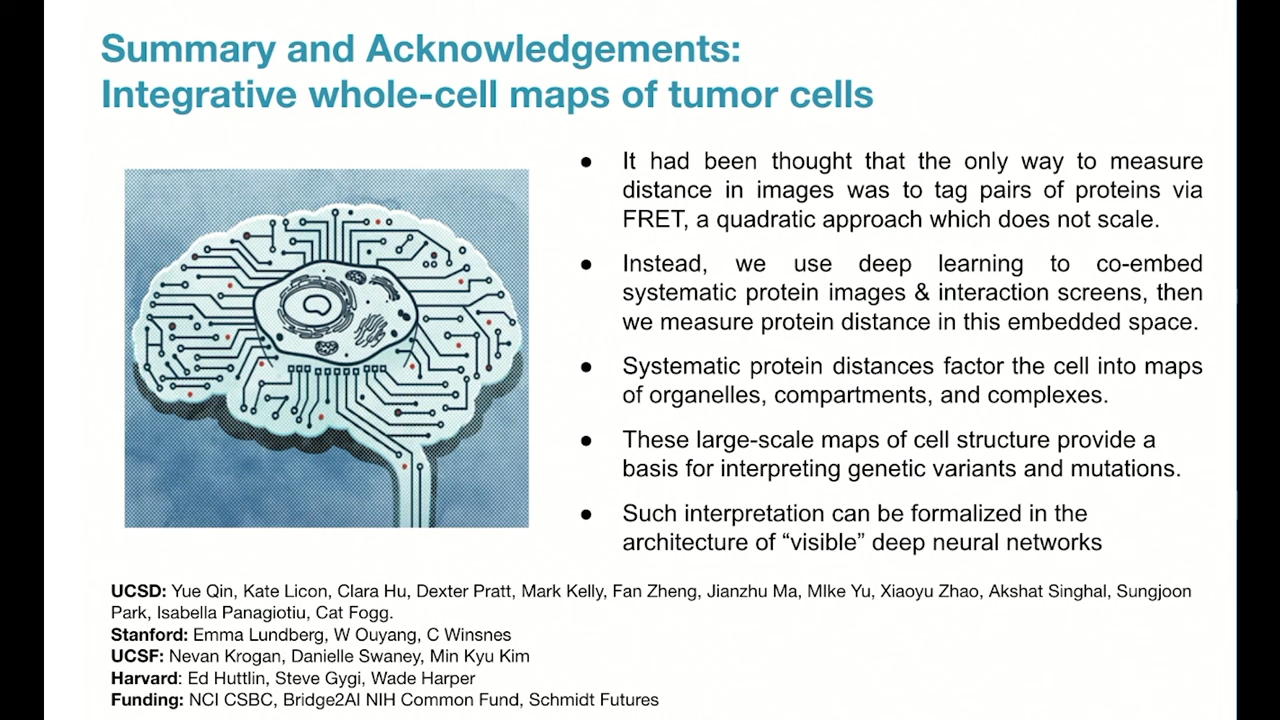 Summary and Acknowledgements:
Integrative whole-cell maps of tumor cells
● It had been thought that the only way to measure
distance in images was to tag pairs of proteins via
FRET, a quadratic approach which does not scale.
● Instead, we use deep learning to co-embed
systematic protein images & interaction screens, then
we measure protein distance in this embedded space.
● Systematic protein distances factor the cell into maps
of organelles, compartments, and complexes.
● These large-scale maps of cell structure provide a
basis for interpreting genetic variants and mutations.
● Such interpretation can be formalized in the
architecture of “visible” deep neural networks
UCSD: Yue Qin, Kate Licon, Clara Hu, Dexter Pratt, Mark Kelly, Fan Zheng, Jianzhu Ma, MIke Yu, Xiaoyu Zhao, Akshat Singhal, Sungjoon
Park, Isabella Panagiotiu, Cat Fogg.
Stanford: Emma Lundberg, W Ouyang, C Winsnes
UCSF: Nevan Krogan, Danielle Swaney, Min Kyu Kim
Harvard: Ed Huttlin, Steve Gygi, Wade Harper
Funding: NCI CSBC, Bridge2AI NIH Common Fund, Schmidt Futures